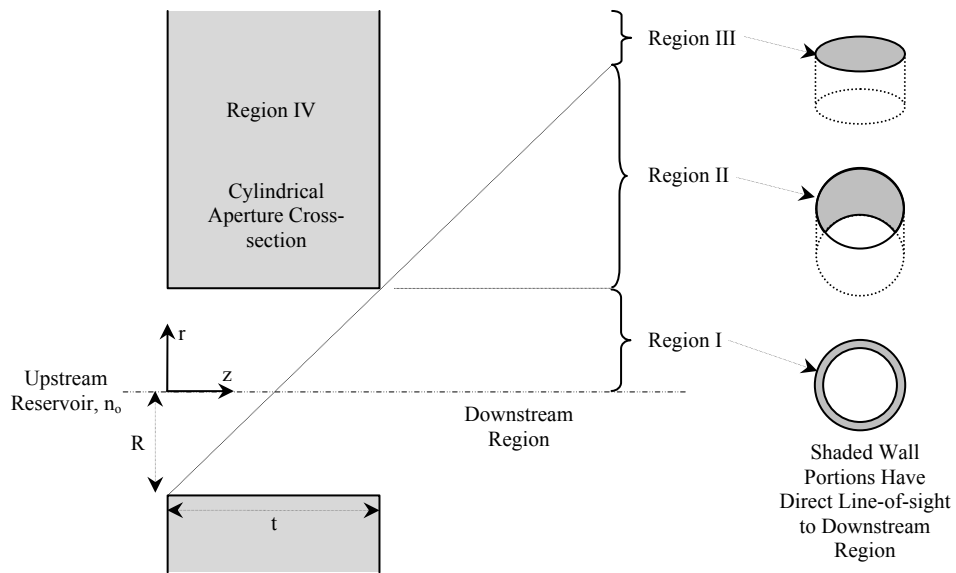 Region III
Region IV
Cylindrical
Aperture Cross-
section
Region II
r
z
Region I
Upstream
Reservoir, nₒ
R
Downstream
Region
t
Shaded Wall
Portions Have
Direct Line-of-sight
to Downstream
Region